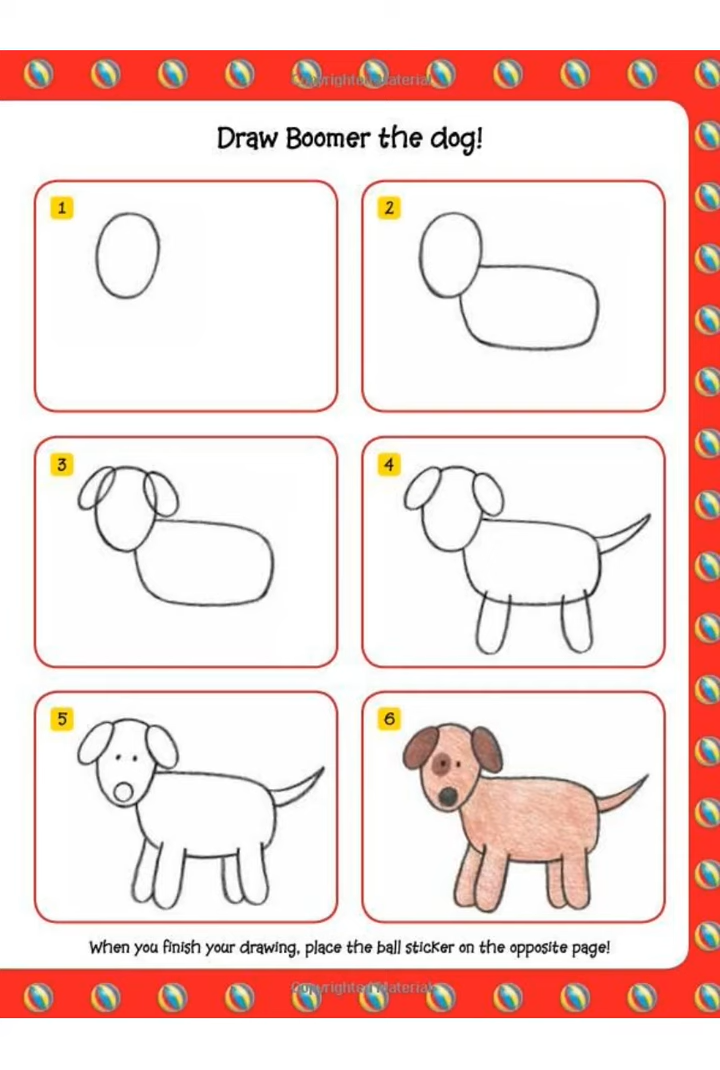 Copyrighted Material
Draw Boomer the dog!
1
2
3
4
5
6
When you finish your drawing, place the ball sticker on the opposite page!
Copyrighted Material